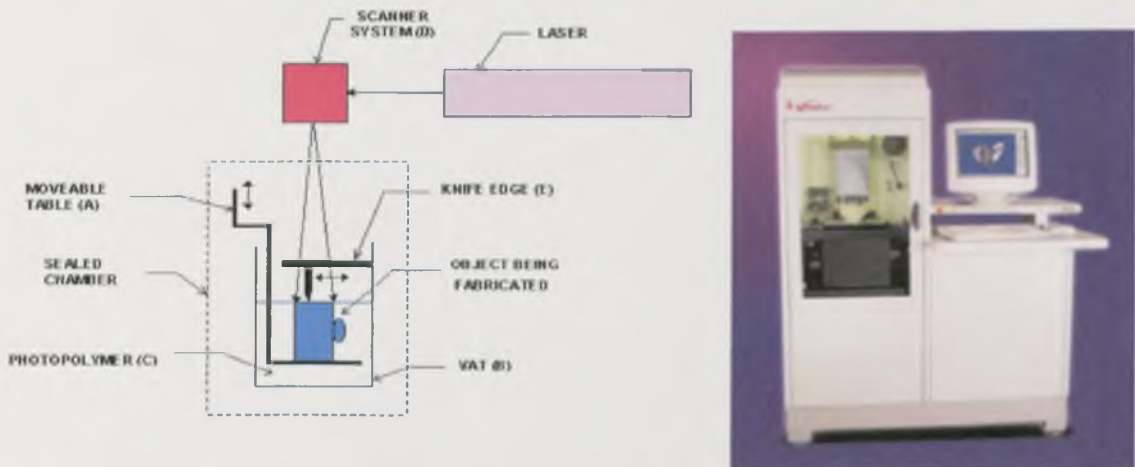 SCANNER
SYSTEM (D)
LASER
MOVEABLE
TABLE (A)
KNIFE EDGE (E)
SEALED
CHAMBER
OBJECT BEING
FABRICATED
PHOTOPOLYMER (C)
VAT (B)